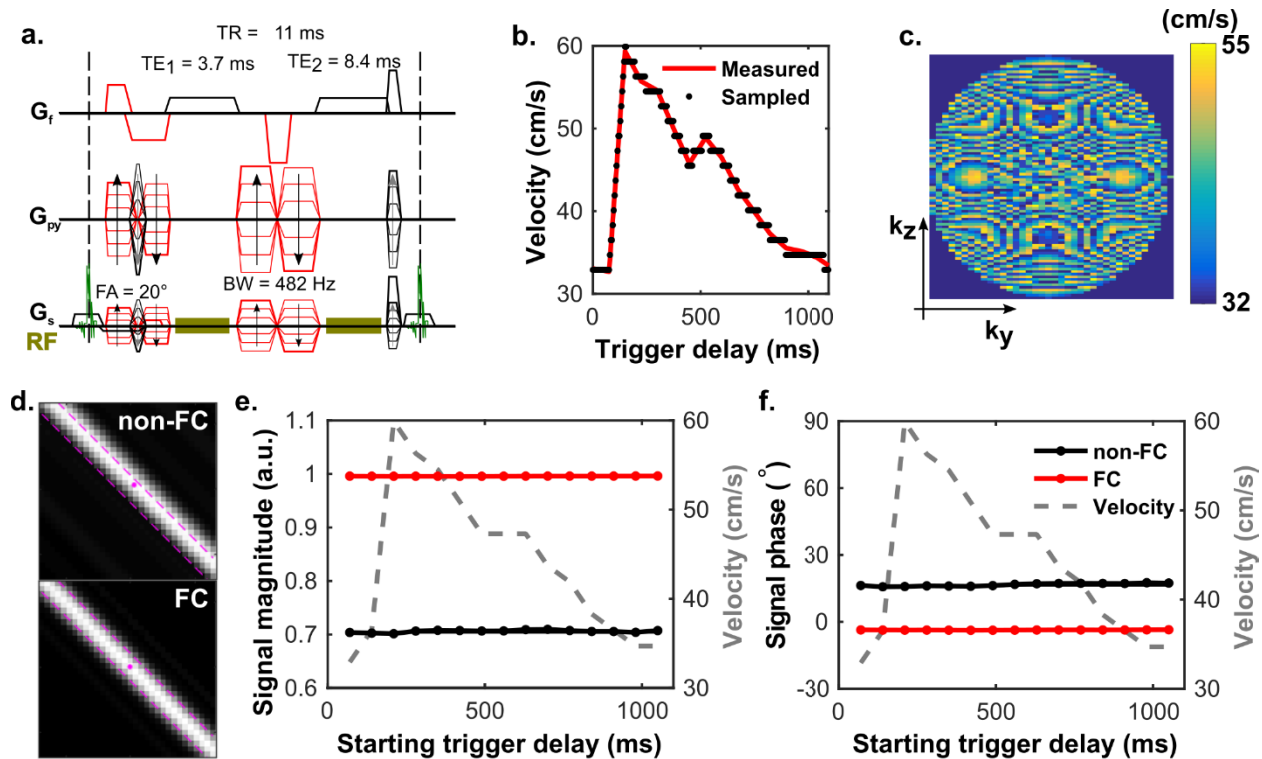 a.
TR = 11 ms
TE1 = 3.7 ms TE2 = 8.4 ms
Gf
Gpy
FA = 20° BW = 482 Hz
Gs
RF
b.
60
50
40
30
Velocity (cm/s)
Measured
Sampled
0 500 1000
Trigger delay (ms)
c.
(cm/s)
55
32
kz
ky
d.
non-FC
FC
e.
1.1
1
0.9
0.8
0.7
0.6
Signal magnitude (a.u.)
60
50
40
30
Velocity (cm/s)
0 500 1000
Starting trigger delay (ms)
f.
90
60
30
0
-30
Signal phase (°)
non-FC
FC
Velocity
60
50
40
30
Velocity (cm/s)
0 500 1000
Starting trigger delay (ms)